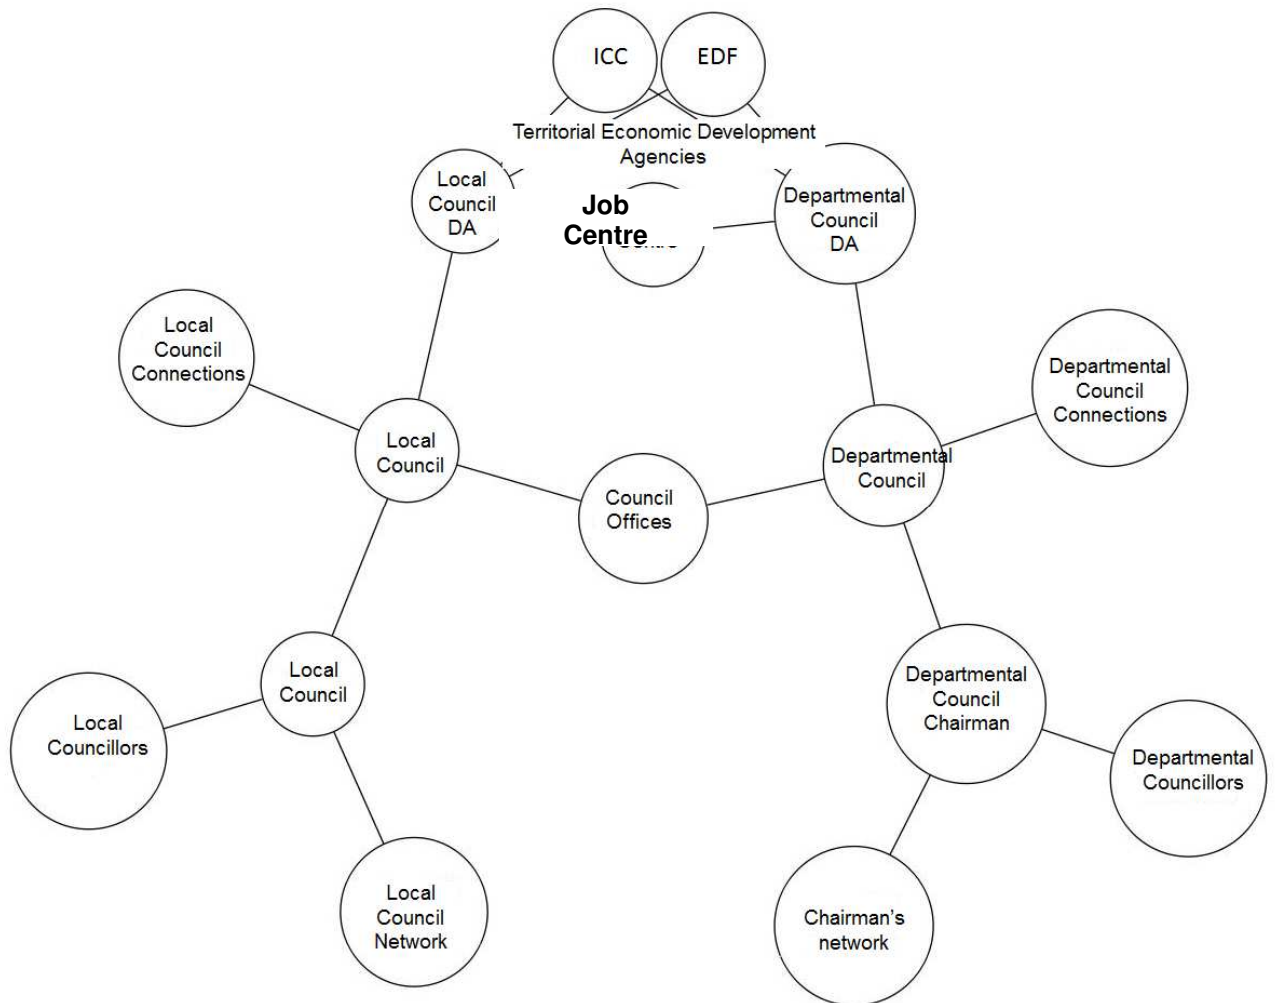 ICC
EDF
Territorial Economic Development
Agencies
Local
Council
DA
Job
Centre
Departmental
Council
DA
Local
Council
Connections
Departmental
Council
Connections
Local
Council
Departmental
Council
Council
Offices
Local
Council
Departmental
Council
Chairman
Local
Councillors
Departmental
Councillors
Local
Council
Network
Chairman’s
network